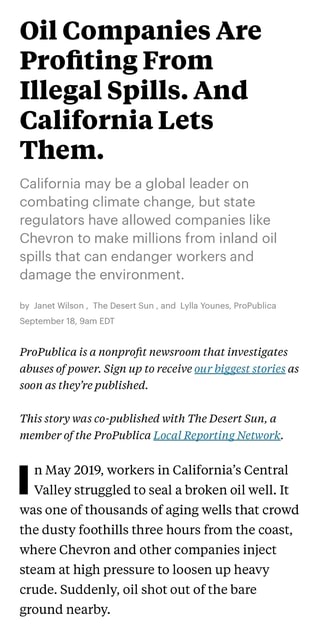 Oil Companies Are
Profiting From
Illegal Spills. And
California Lets
Them.
California may be a global leader on
combating climate change, but state
regulators have allowed companies like
Chevron to make millions from inland oil
spills that can endanger workers and
damage the environment.
by Janet Wilson , The Desert Sun , and Lylla Younes, ProPublica
September 18, 9am EDT
ProPublica is a nonprofit newsroom that investigates
abuses of power. Sign up to receive our biggest stories as
soon as they’re published.
This story was co-published with The Desert Sun, a
member of the ProPublica Local Reporting Network.
In May 2019, workers in California’s Central
Valley struggled to seal a broken oil well. It
was one of thousands of aging wells that crowd
the dusty foothills three hours from the coast,
where Chevron and other companies inject
steam at high pressure to loosen up heavy
crude. Suddenly, oil shot out of the bare
ground nearby.